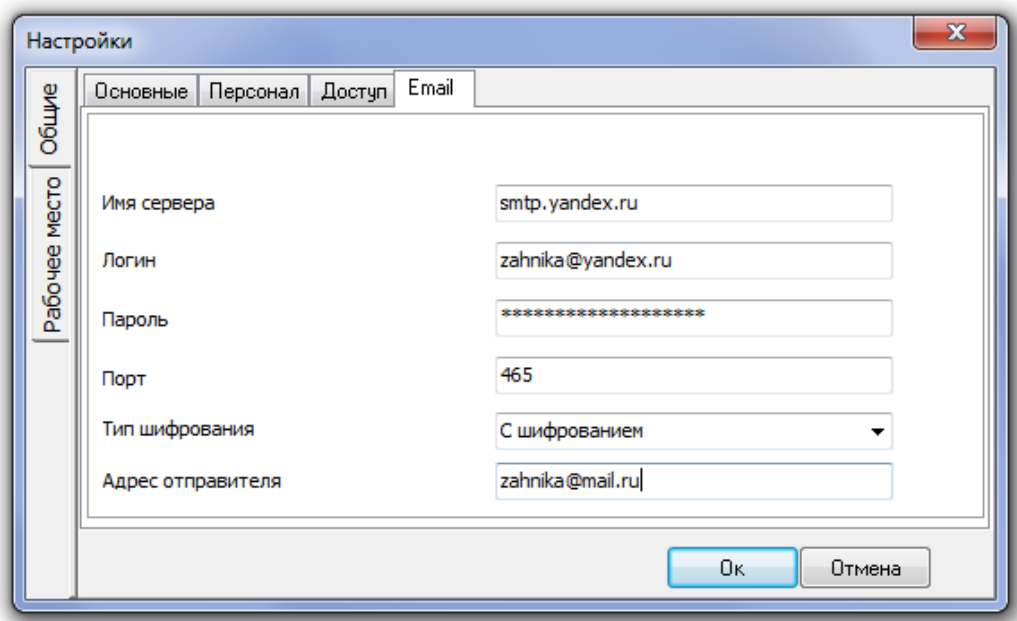 Настройки
Общие
Рабочее место
Основные Персонал Доступ Email
Имя сервера smtp.yandex.ru
Логин zahnika@yandex.ru
Пароль *******************
Порт 465
Тип шифрования С шифрованием
Адрес отправителя zahnika@mail.ru
Ок Отмена